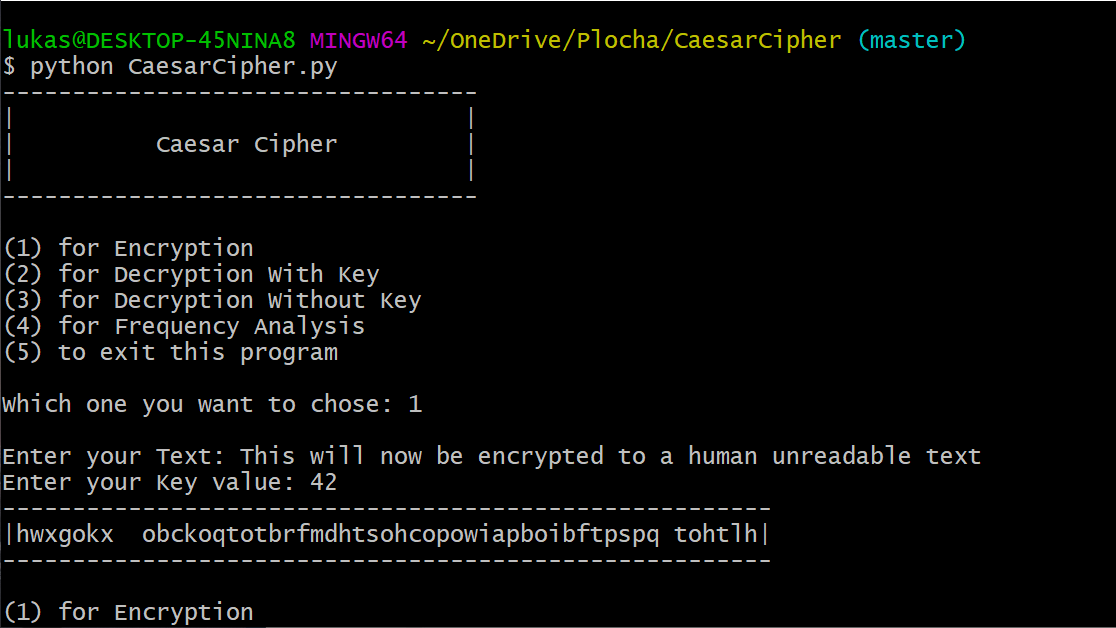 lukas@DESKTOP-45NINA8 MINGW64 ~/OneDrive/Plocha/CaesarCipher (master)
$ python CaesarCipher.py
----------------------------------
|                                 |
|          Caesar Cipher          |
|                                 |
----------------------------------
(1) for Encryption
(2) for Decryption With Key
(3) for Decryption Without Key
(4) for Frequency Analysis
(5) to exit this program
Which one you want to chose: 1
Enter your Text: This will now be encrypted to a human unreadable text
Enter your Key value: 42
-------------------------------------------------------
|hwxgokx  obckoqtotbrfmdhtsohcopowiapboibftpspq tohtlh|
-------------------------------------------------------
(1) for Encryption